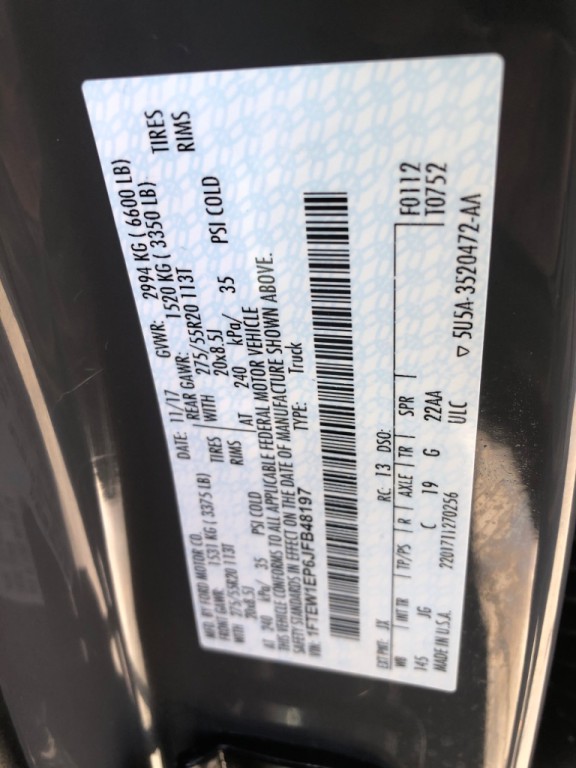 MFD. BY FORD MOTOR CO.
DATE: 11/17 GVWR: 2994 KG ( 6600 LB)
FRONT GAWR: 1531 KG ( 3375 LB) REAR GAWR: 1520 KG ( 3350 LB)
WITH 275/55R20 113T TIRES WITH 275/55R20 113T TIRES
20x8.5J RIMS 20x8.5J RIMS
AT 240 kPa/ 35 PSI COLD AT 240 kPa/ 35 PSI COLD
THIS VEHICLE CONFORMS TO ALL APPLICABLE FEDERAL MOTOR VEHICLE
SAFETY STANDARDS IN EFFECT ON THE DATE OF MANUFACTURE SHOWN ABOVE.
VIN: 1FTEW1EP6JFB48197 TYPE: Truck
EXT PNT: JX RC: 13 DSO: F0112
WB INT TR TP/PS R AXLE TR SPR T0752
145 JG C 19 G 22AA
MADE IN U.S.A. 2201711270256 ULC ▽ 5U5A-3520472-AA